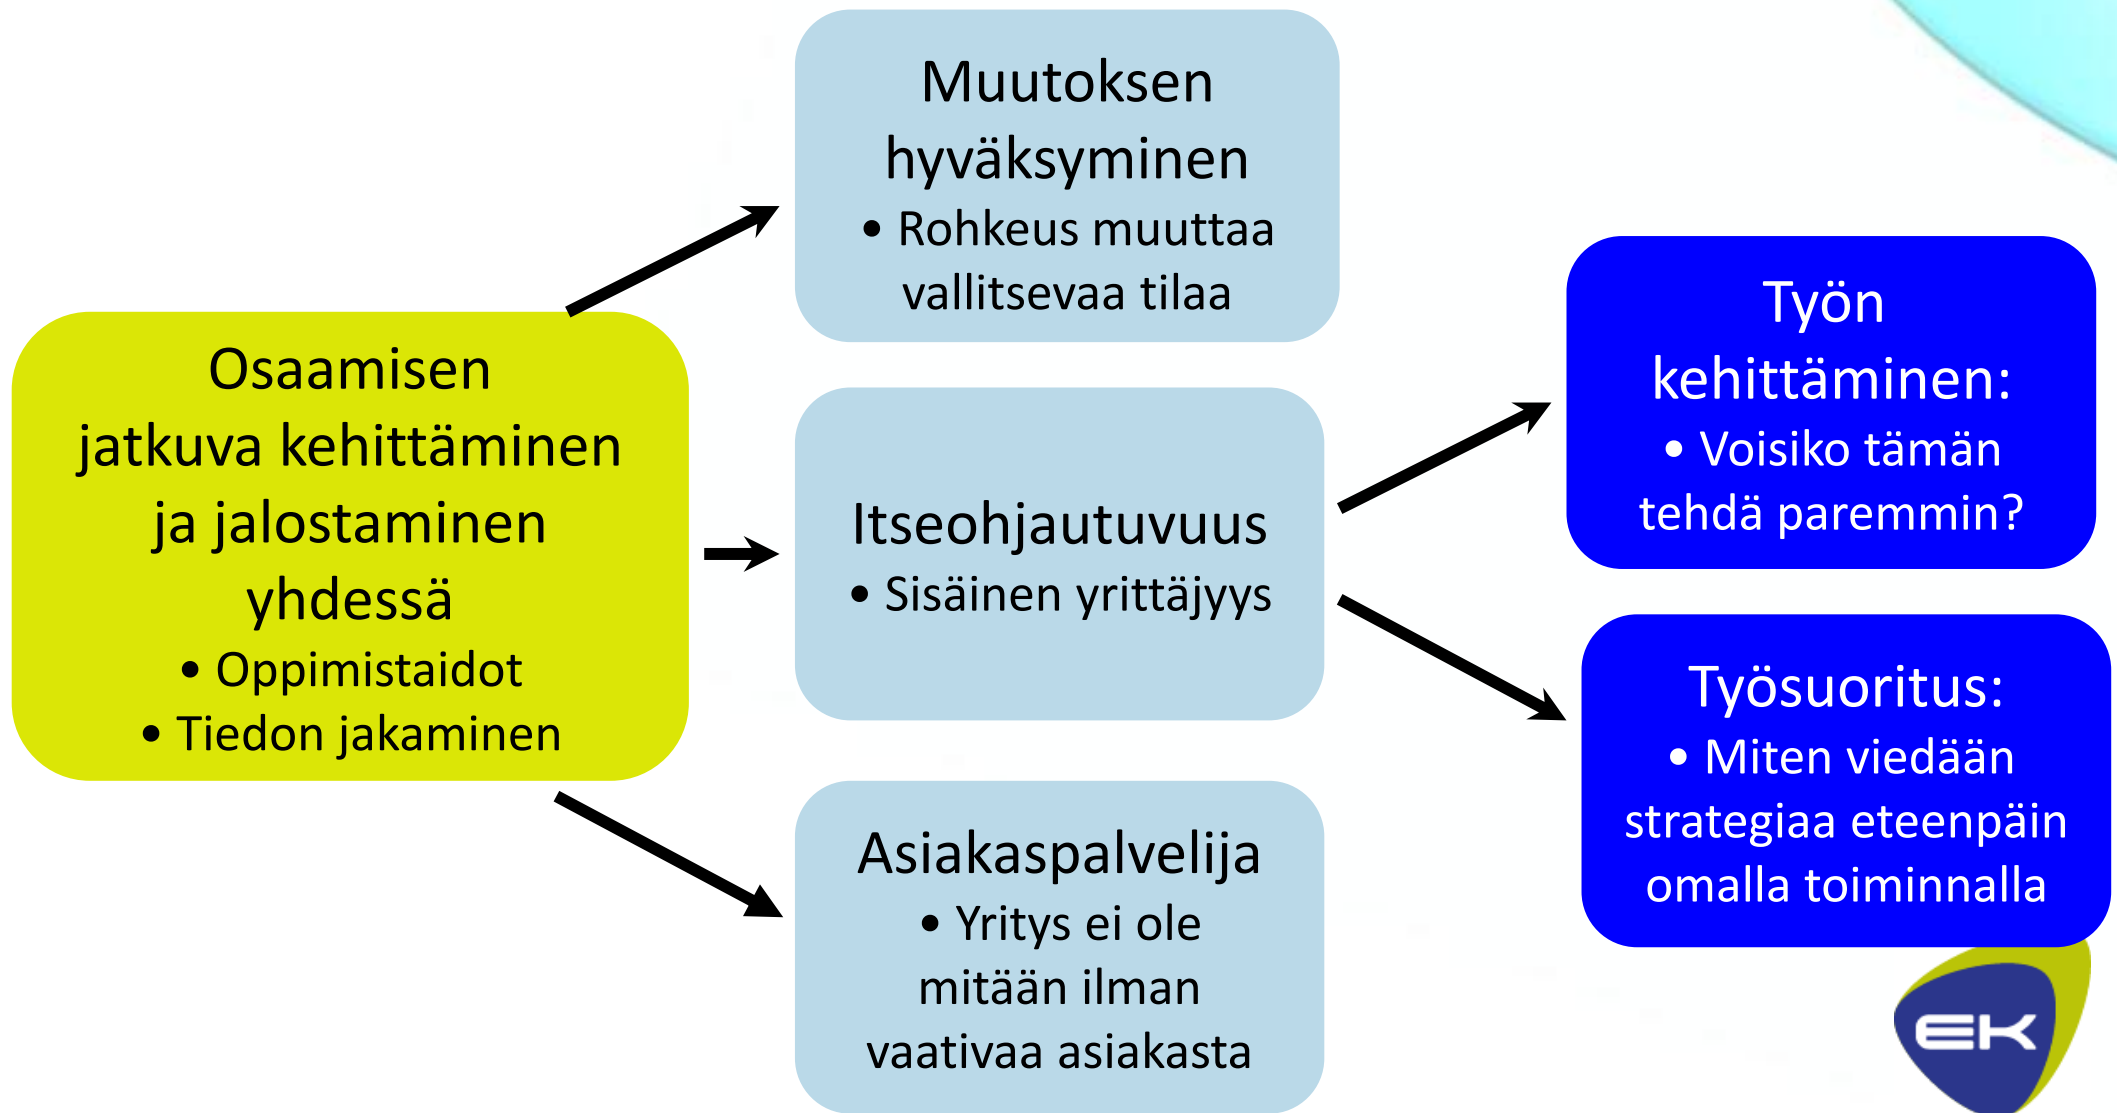 Muutoksen
hyväksyminen
• Rohkeus muuttaa
vallitsevaa tilaa
Osaamisen
jatkuva kehittäminen
ja jalostaminen
yhdessä
• Oppimistaidot
• Tiedon jakaminen
Itseohjautuvuus
• Sisäinen yrittäjyys
Asiakaspalvelija
• Yritys ei ole
mitään ilman
vaativaa asiakasta
Työn
kehittäminen:
• Voisiko tämän
tehdä paremmin?
Työsuoritus:
• Miten viedään
strategiaa eteenpäin
omalla toiminnalla
EK